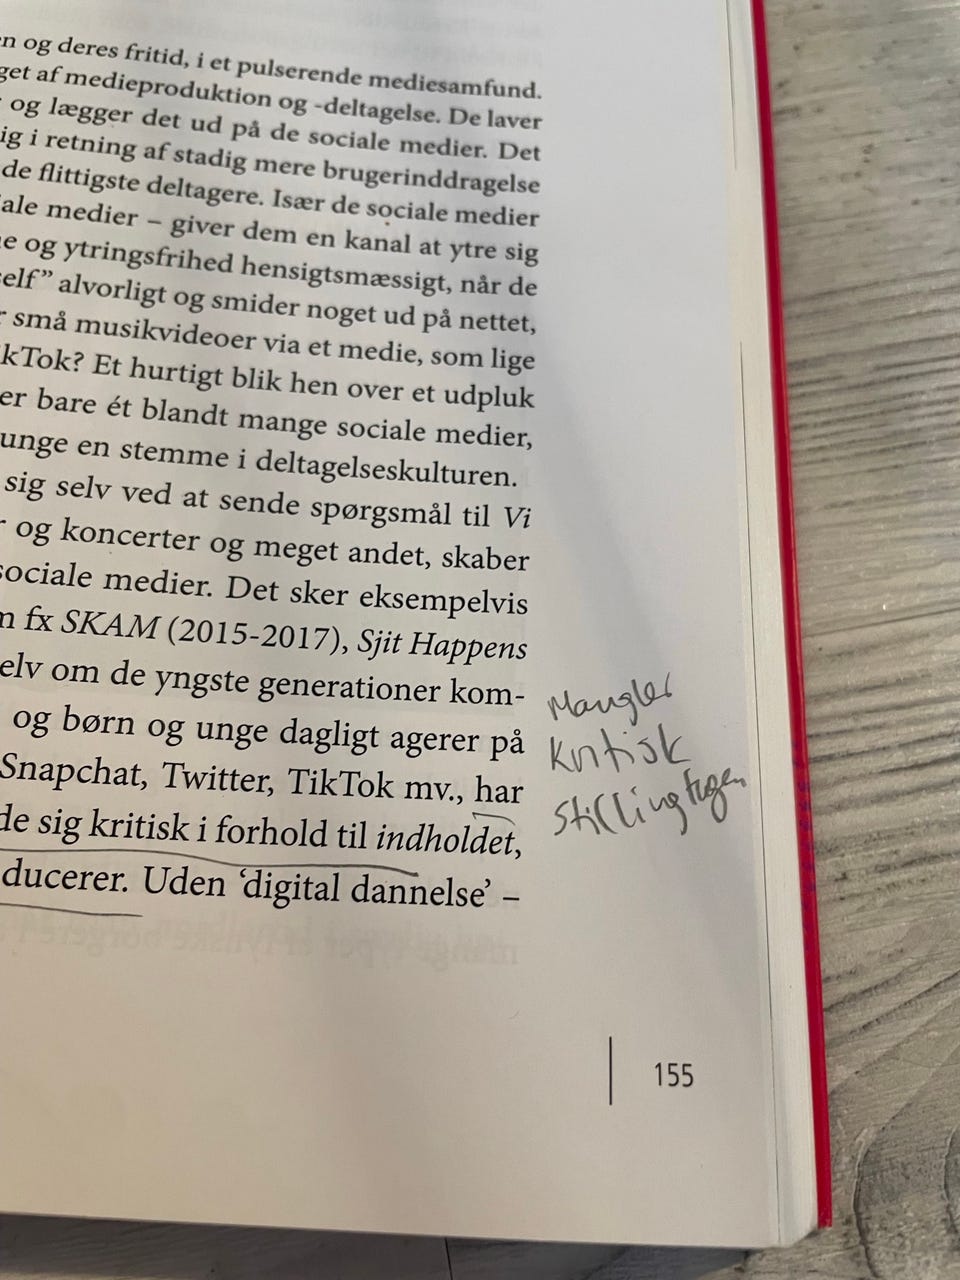 n og deres fritid, i et pulserende mediesamfund.
get af medieproduktion og -deltagelse. De laver
og lægger det ud på de sociale medier. Det
ig i retning af stadig mere brugerinddragelse
de flittigste deltagere. Især de sociale medier
iale medier – giver dem en kanal at ytre sig
e og ytringsfrihed hensigtsmæssigt, når de
self” alvorligt og smider noget ud på nettet,
r små musikvideoer via et medie, som lige
kTok? Et hurtigt blik hen over et udpluk
er bare ét blandt mange sociale medier,
unge en stemme i deltagelseskulturen.
sig selv ved at sende spørgsmål til Vi
r og koncerter og meget andet, skaber
sociale medier. Det sker eksempelvis
m fx SKAM (2015-2017), Sjit Happens
elv om de yngste generationer kom-
og børn og unge dagligt agerer på
Snapchat, Twitter, TikTok mv., har
de sig kritisk i forhold til indholdet,
ducerer. Uden ‘digital dannelse’ –
Mangler
kritisk
stillingtagen
155